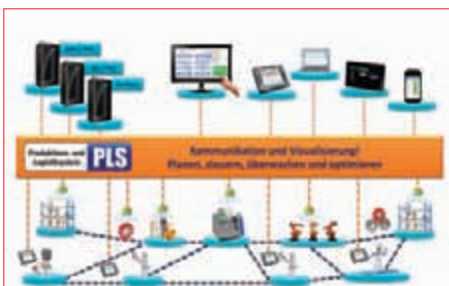 Produktions und
Logistiksystem
PLS
Kommunikation und Visualisierung:
Planen, steuern, überwachen und optimieren